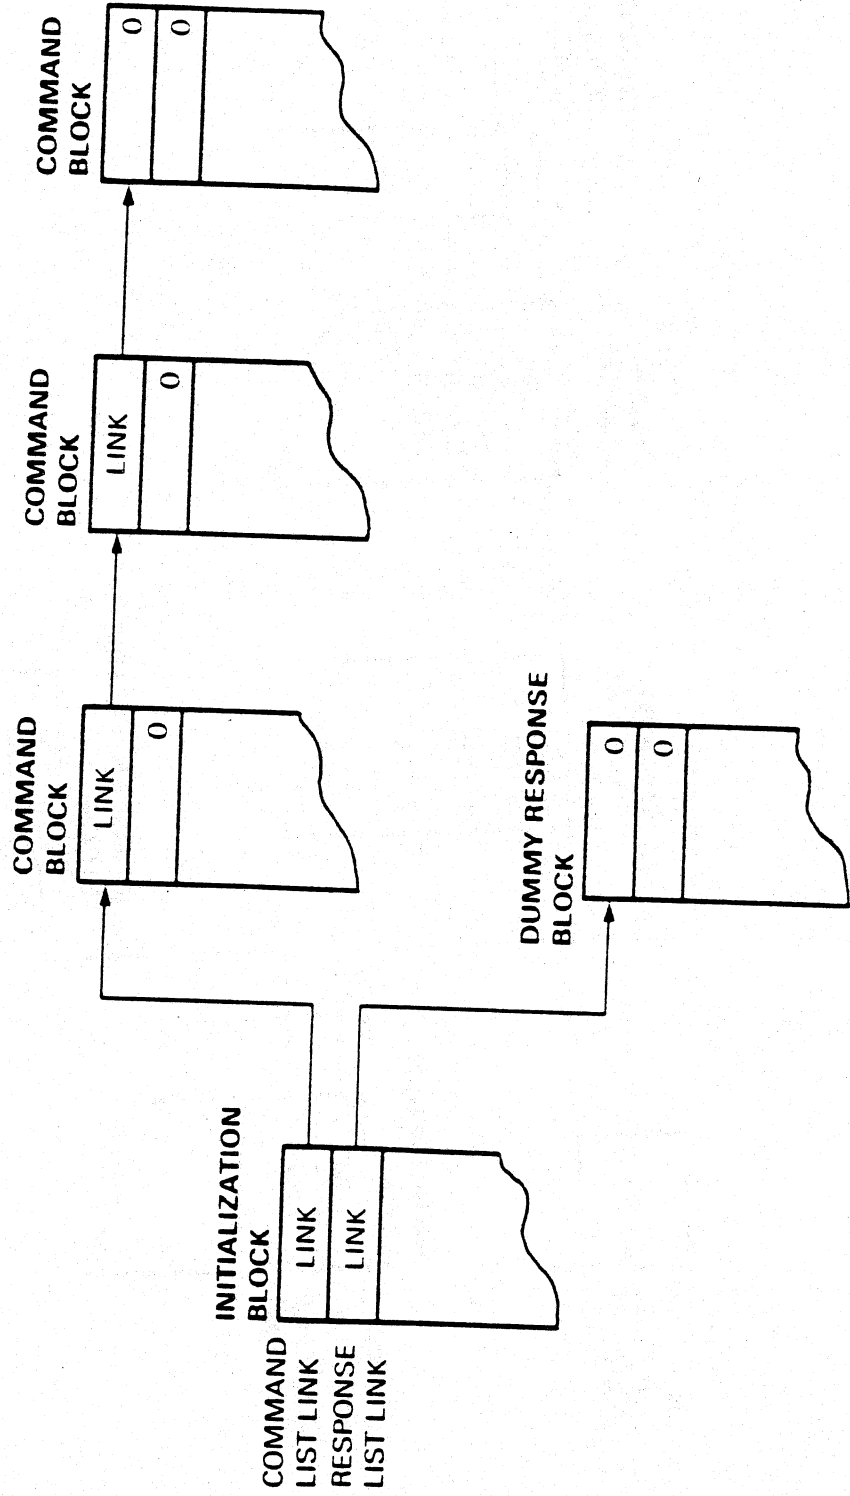 COMMAND
LIST LINK
RESPONSE
LIST LINK
INITIALIZATION
BLOCK
LINK
LINK
COMMAND
BLOCK
LINK
0
COMMAND
BLOCK
LINK
0
COMMAND
BLOCK
0
0
DUMMY RESPONSE
BLOCK
0
0